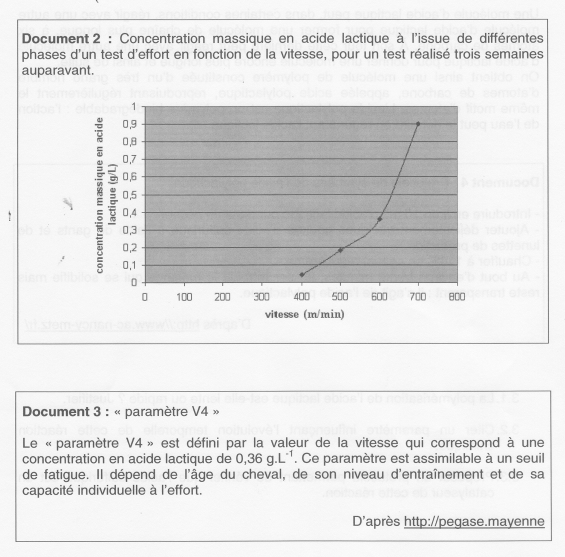 Document 2 : Concentration massique en acide lactique à l'issue de différentes
phases d'un test d'effort en fonction de la vitesse, pour un test réalisé trois semaines
auparavant.
concentration massique en acide
lactique (g/L)
1
0,9
0,8
0,7
0,6
0,5
0,4
0,3
0,2
0,1
0
0 100 200 300 400 500 600 700 800
vitesse (m/min)
Document 3 : « paramètre V4 »
Le « paramètre V4 » est défini par la valeur de la vitesse qui correspond à une
concentration en acide lactique de 0,36 g.L⁻¹. Ce paramètre est assimilable à un seuil
de fatigue. Il dépend de l'âge du cheval, de son niveau d'entraînement et de sa
capacité individuelle à l'effort.
D'après http://pegase.mayenne